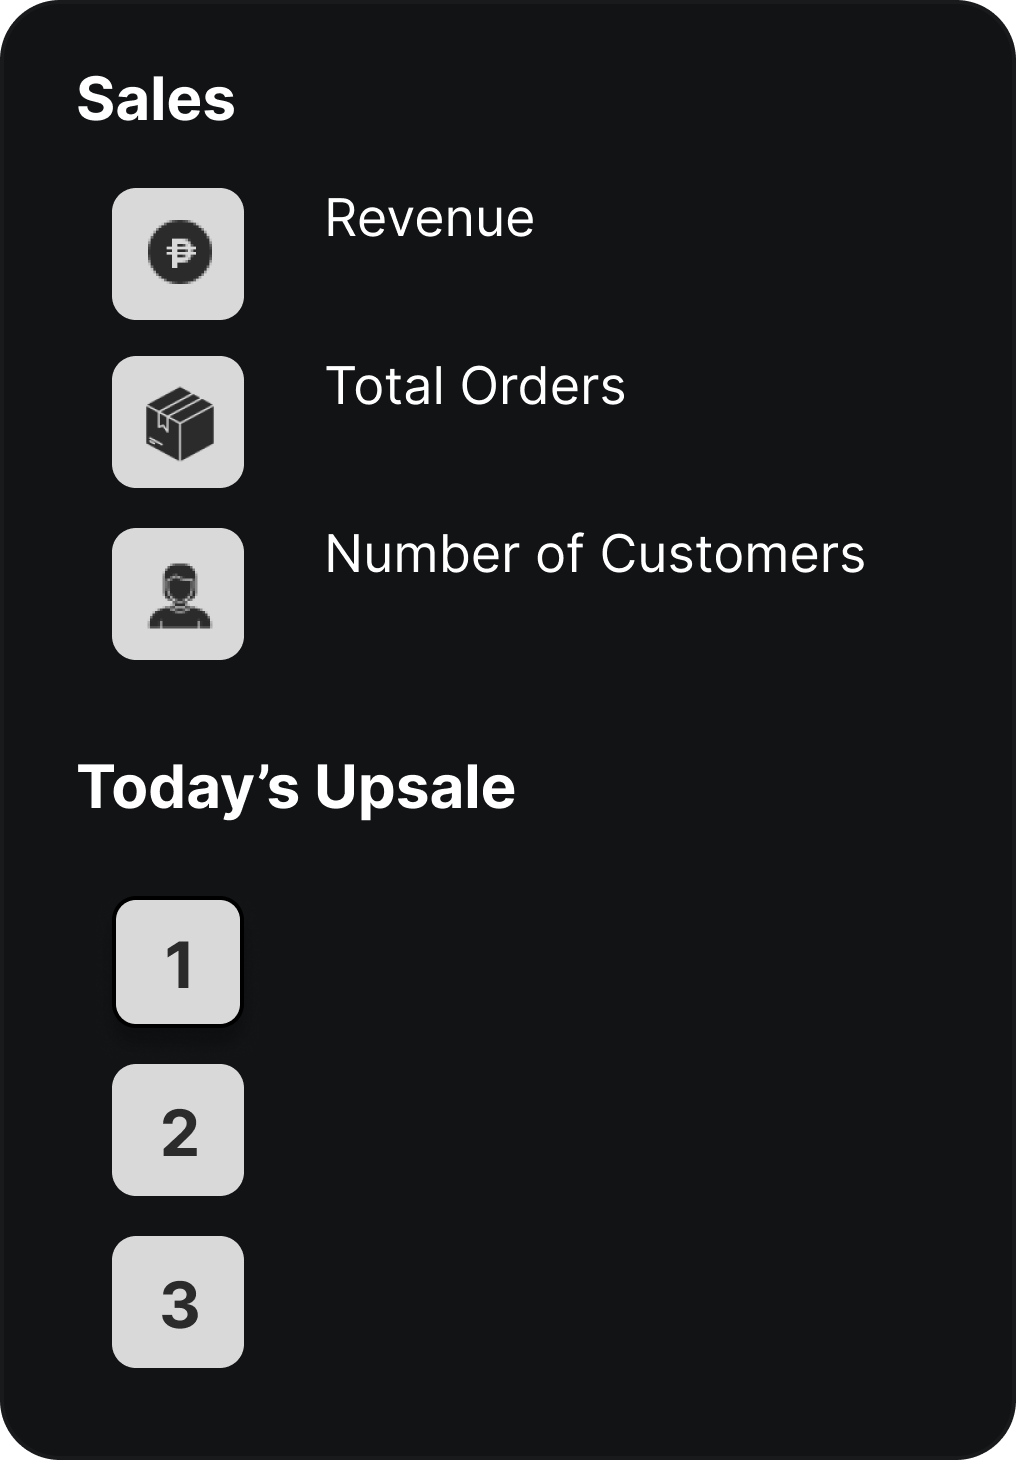 Sales
₱
Revenue
Total Orders
Number of Customers
Today’s Upsale
1
2
3